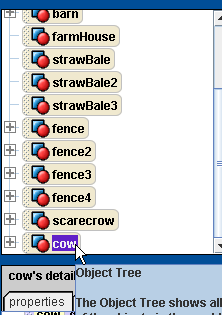 barn
farmHouse
strawBale
strawBale2
strawBale3
fence
fence2
fence3
fence4
scarecrow
cow
cow's detail
Object Tree
properties
The Object Tree shows all